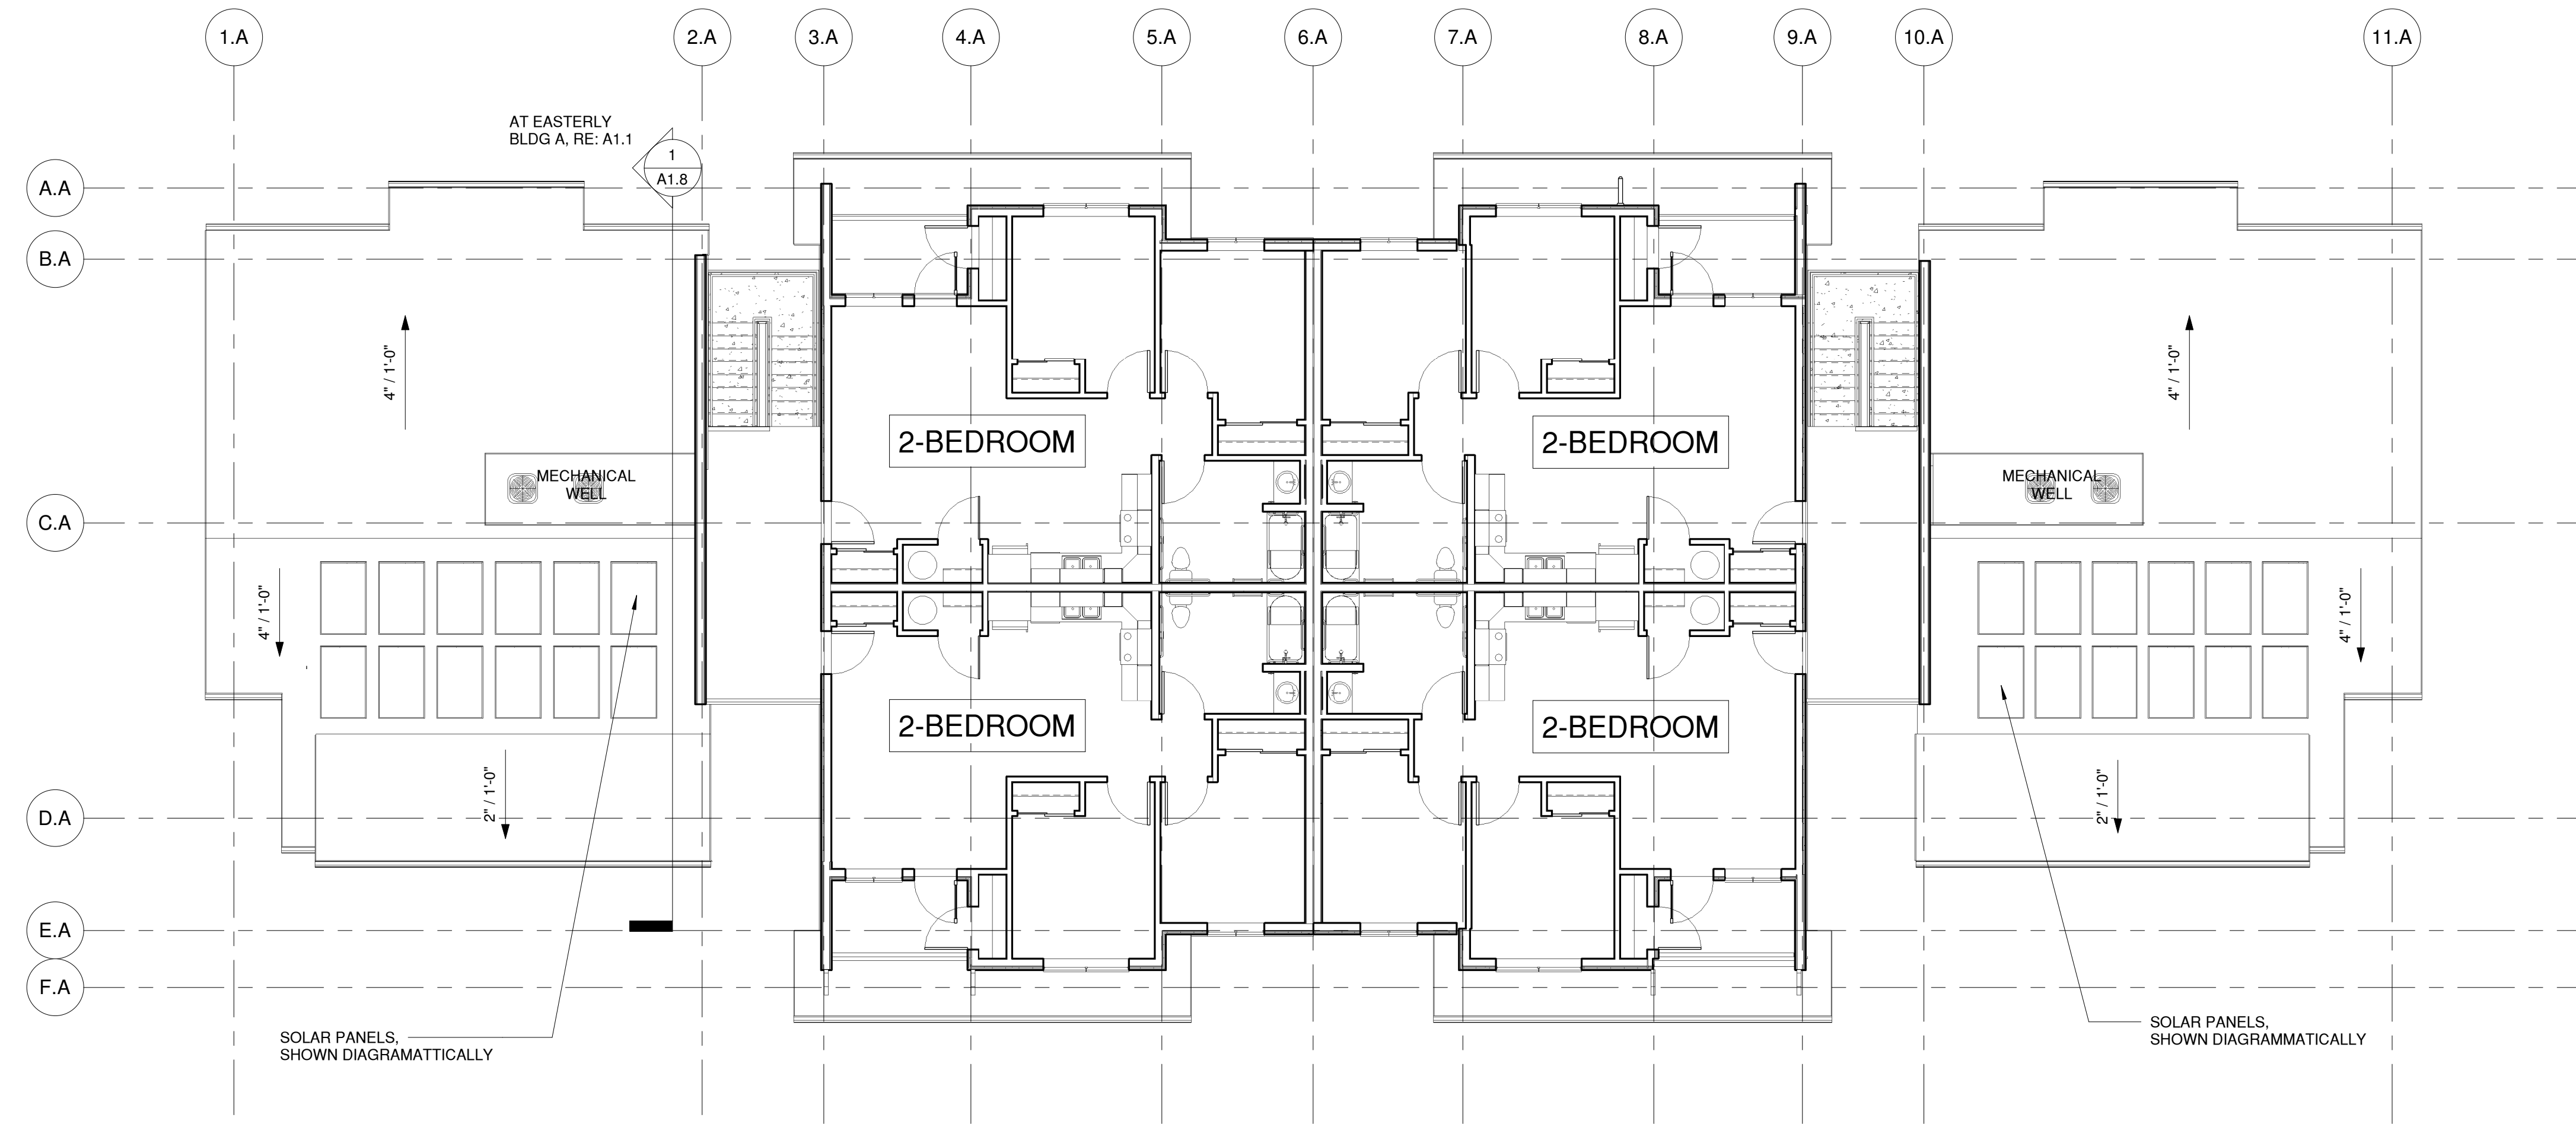 1.A
2.A
3.A
4.A
5.A
6.A
7.A
8.A
9.A
10.A
11.A
AT EASTERLY
BLDG A, RE: A1.1
1
A1.8
A.A
B.A
C.A
D.A
E.A
F.A
4" / 1'-0"
4" / 1'-0"
2-BEDROOM
2-BEDROOM
MECHANICAL
WELL
MECHANICAL
WELL
4" / 1'-0"
4" / 1'-0"
2-BEDROOM
2-BEDROOM
2" / 1'-0"
2" / 1'-0"
SOLAR PANELS,
SHOWN DIAGRAMATTICALLY
SOLAR PANELS,
SHOWN DIAGRAMMATICALLY